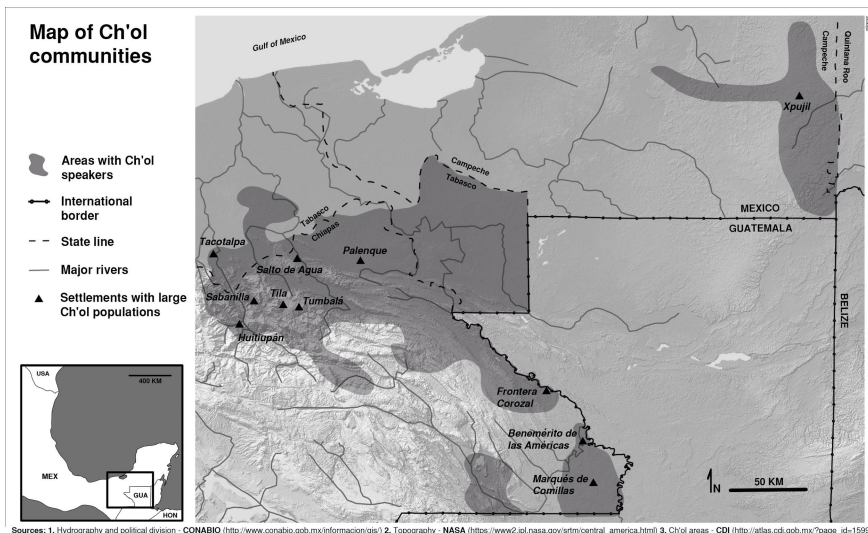 Map of Ch'ol
communities
Areas with Ch'ol
speakers
International
border
State line
Major rivers
Settlements with large
Ch'ol populations
Gulf of Mexico
Quintana Roo
Campeche
Xpujil
Campeche
Tabasco
MEXICO
GUATEMALA
BELIZE
Tabasco
Chiapas
Tacotalpa
Salto de Agua
Palenque
Sabanilla
Tila
Tumbalá
Huitiupán
Frontera
Corozal
Benemérito de
las Américas
Marqués de
Comillas
N
50 KM
USA
400 KM
MEX
GUA
HON
Sources: 1. Hydrography and political division - CONABIO (http://www.conabio.gob.mx/informacion/gis/) 2. Topography - NASA (https://www2.jpl.nasa.gov/srtm/central_america.html) 3. Ch'ol areas - CDI (http://atlas.cdi.gob.mx/?page_id=1595